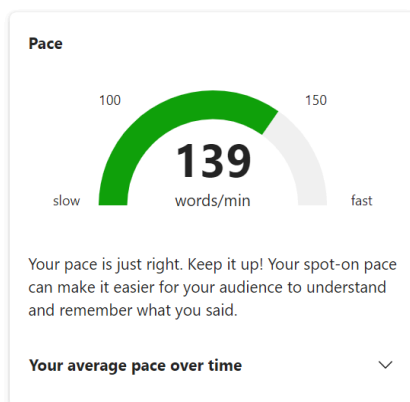 Pace
100 150
139
slow words/min fast
Your pace is just right. Keep it up! Your spot-on pace
can make it easier for your audience to understand
and remember what you said.
Your average pace over time